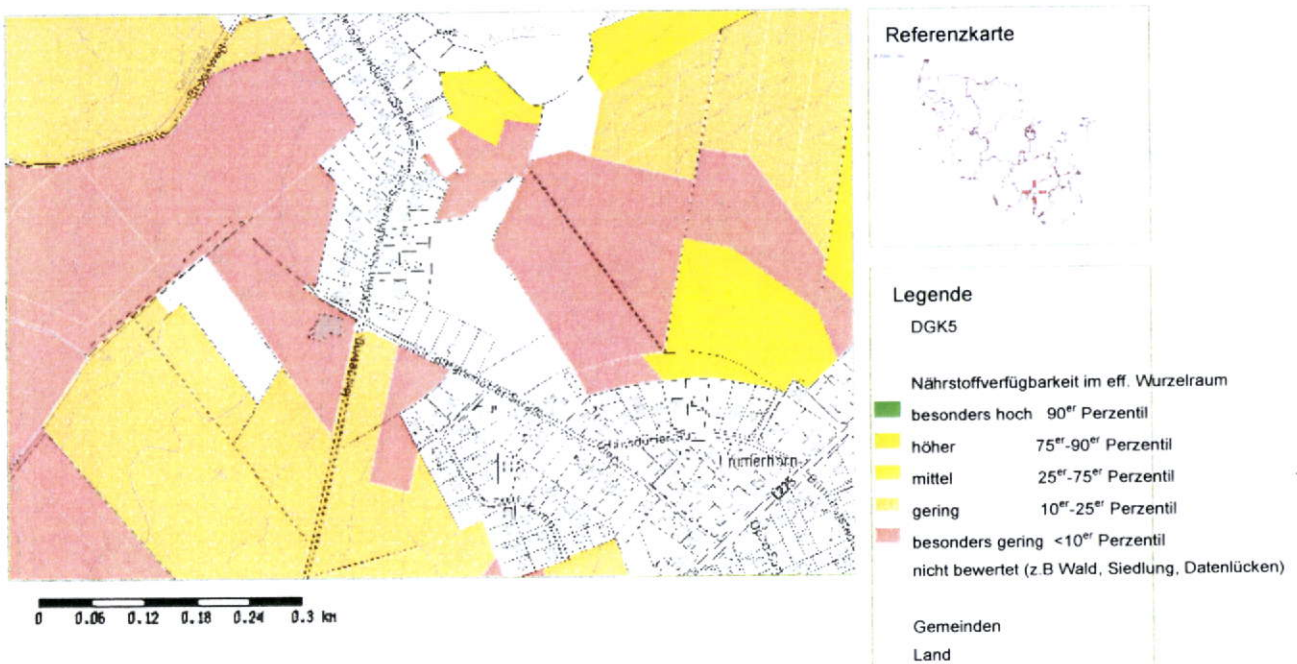 Referenzkarte
Legende
DGK5
Nährstoffverfügbarkeit im eff. Wurzelraum
besonders hoch 90er Perzentil
höher 75er-90er Perzentil
mittel 25er-75er Perzentil
gering 10er-25er Perzentil
besonders gering <10er Perzentil
nicht bewertet (z.B Wald, Siedlung, Datenlücken)
Gemeinden
Land
L225
0 0.06 0.12 0.18 0.24 0.3 km